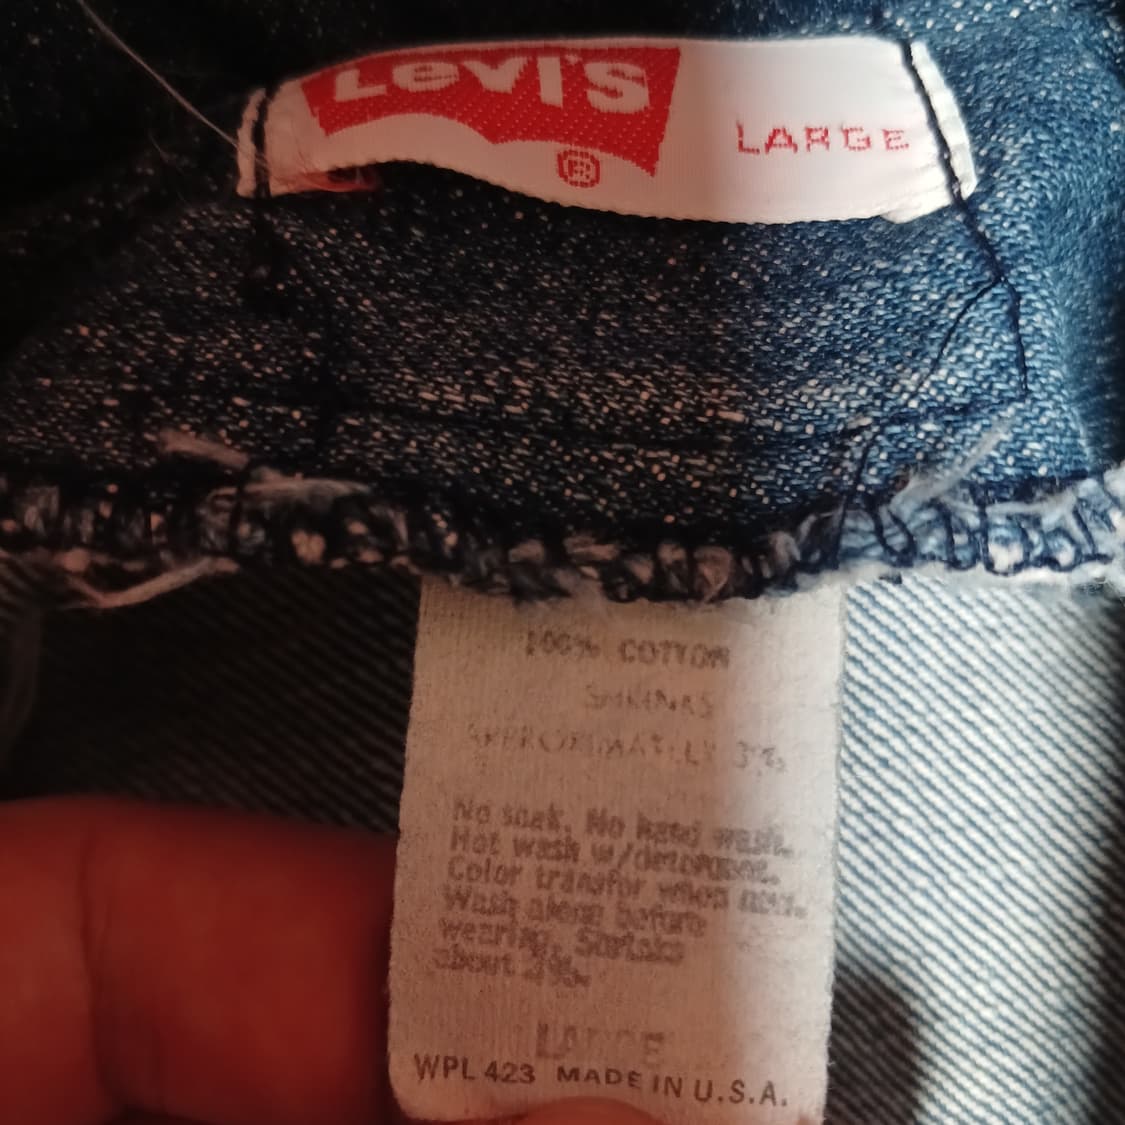 Levi's
®
LARGE
100% COTTON
SHRINKS
APPROXIMATELY 3%
No soak. No hand wash.
Hot wash w/detergent.
Color transfer when new.
Wash alone before
wearing. Shrinks
about 3%.
LARGE
WPL 423 MADE IN U.S.A.